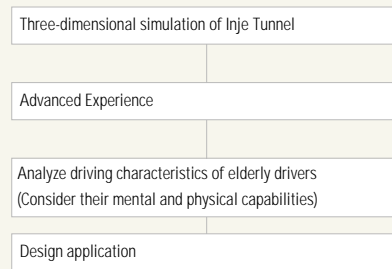 Three-dimensional simulation of Inje Tunnel
Advanced Experience
Analyze driving characteristics of elderly drivers
(Consider their mental and physical capabilities)
Design application